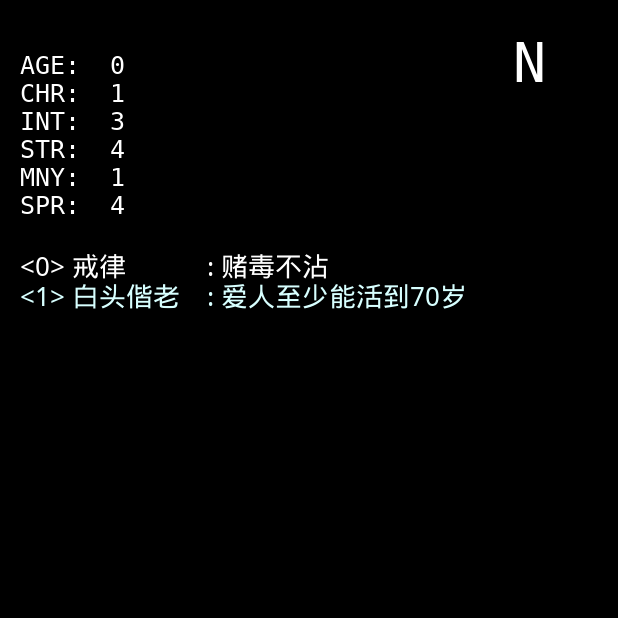 N
AGE: 0
CHR: 1
INT: 3
STR: 4
MNY: 1
SPR: 4
<0> 戒律 : 赌毒不沾
<1> 白头偕老 : 爱人至少能活到70岁